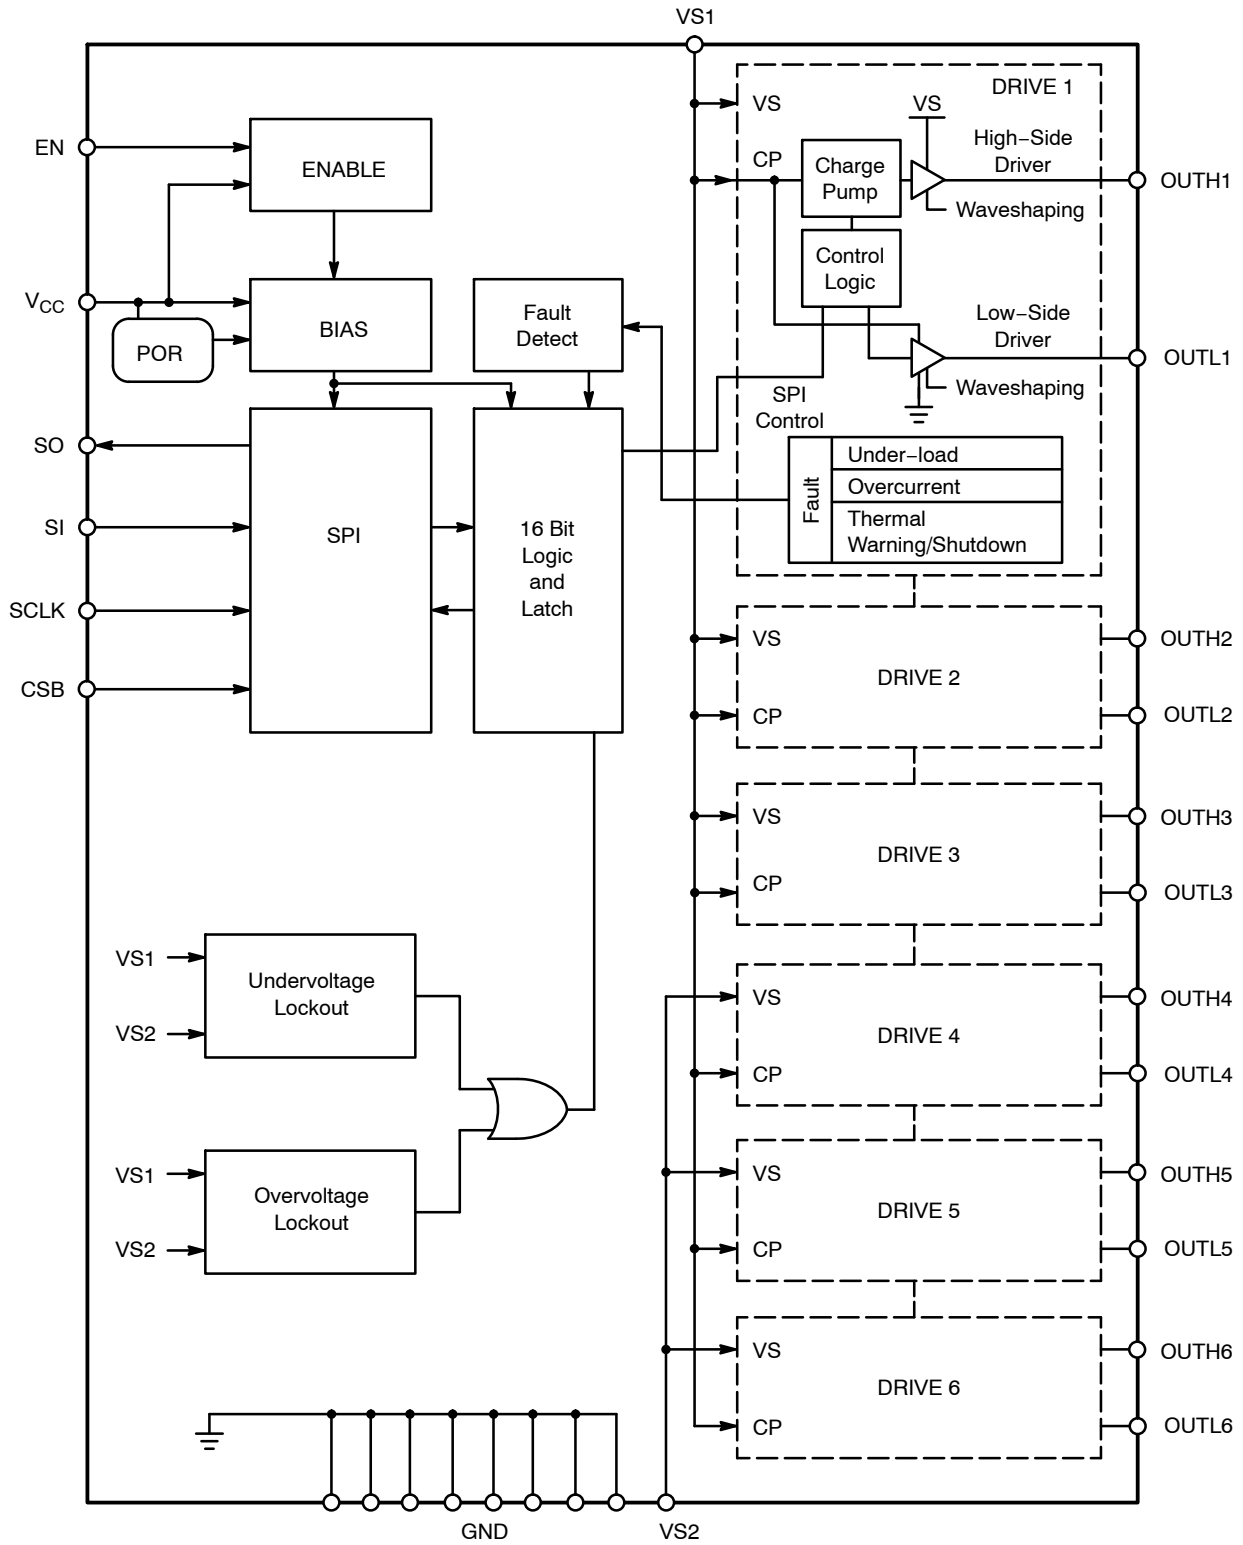 VS1
DRIVE 1
VS
VS
EN
ENABLE
High−Side
Driver
CP
Charge
Pump
OUTH1
Waveshaping
Control
Logic
VCC
POR
BIAS
Fault
Detect
Low−Side
Driver
OUTL1
Waveshaping
SPI
Control
SO
SI
SCLK
CSB
SPI
16 Bit
Logic
and
Latch
Fault
Under−load
Overcurrent
Thermal
Warning/Shutdown
VS
DRIVE 2
CP
OUTH2
OUTL2
VS
DRIVE 3
CP
OUTH3
OUTL3
VS1
VS2
Undervoltage
Lockout
VS
DRIVE 4
CP
OUTH4
OUTL4
VS1
VS2
Overvoltage
Lockout
VS
DRIVE 5
CP
OUTH5
OUTL5
VS
DRIVE 6
CP
OUTH6
OUTL6
GND
VS2